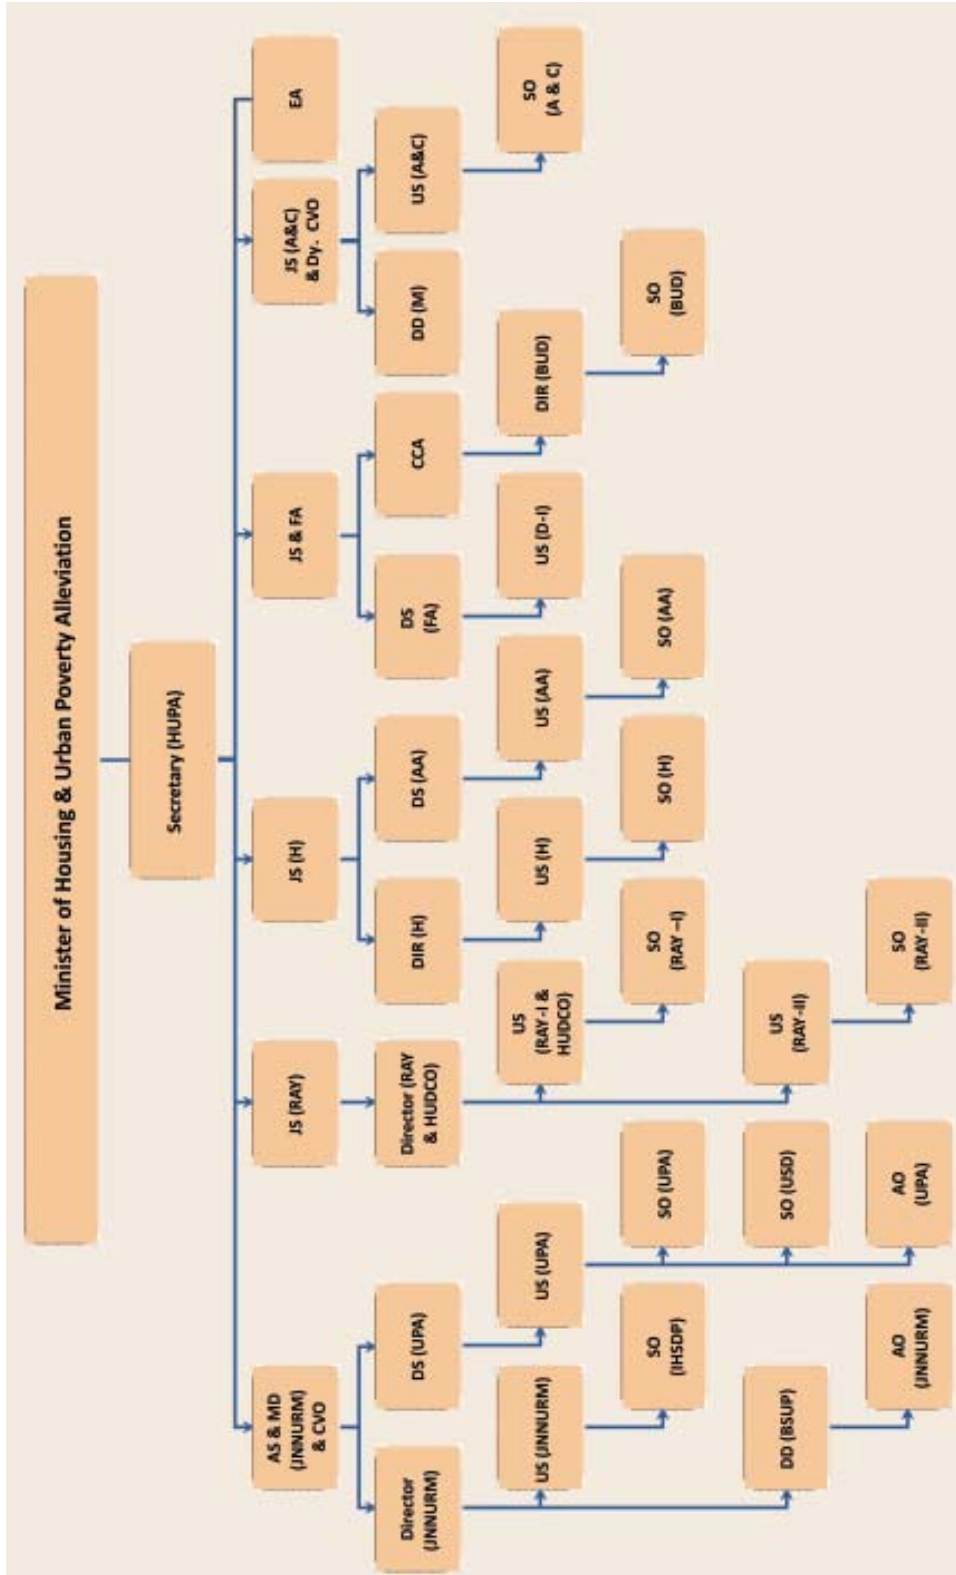 Minister of Housing & Urban Poverty Alleviation
Secretary (HUPA)
AS & MD
(JNNURM)
& CVO
JS (RAY)
JS (H)
JS & FA
JS (A&C)
& Dy. CVO
EA
Director
(JNNURM)
DS (UPA)
Director (RAY
& HUDCO)
DIR (H)
DS (AA)
DS
(FA)
CCA
DD (M)
US (A&C)
US (JNNURM)
US (UPA)
US
(RAY-I &
HUDCO)
US (H)
US (AA)
US (D-I)
DIR (BUD)
SO
(A & C)
SO
(IHSDP)
SO (UPA)
SO
(RAY –I)
SO (H)
SO (AA)
SO
(BUD)
DD (BSUP)
SO (USD)
US
(RAY-II)
AO
(JNNURM)
AO
(UPA)
SO
(RAY-II)